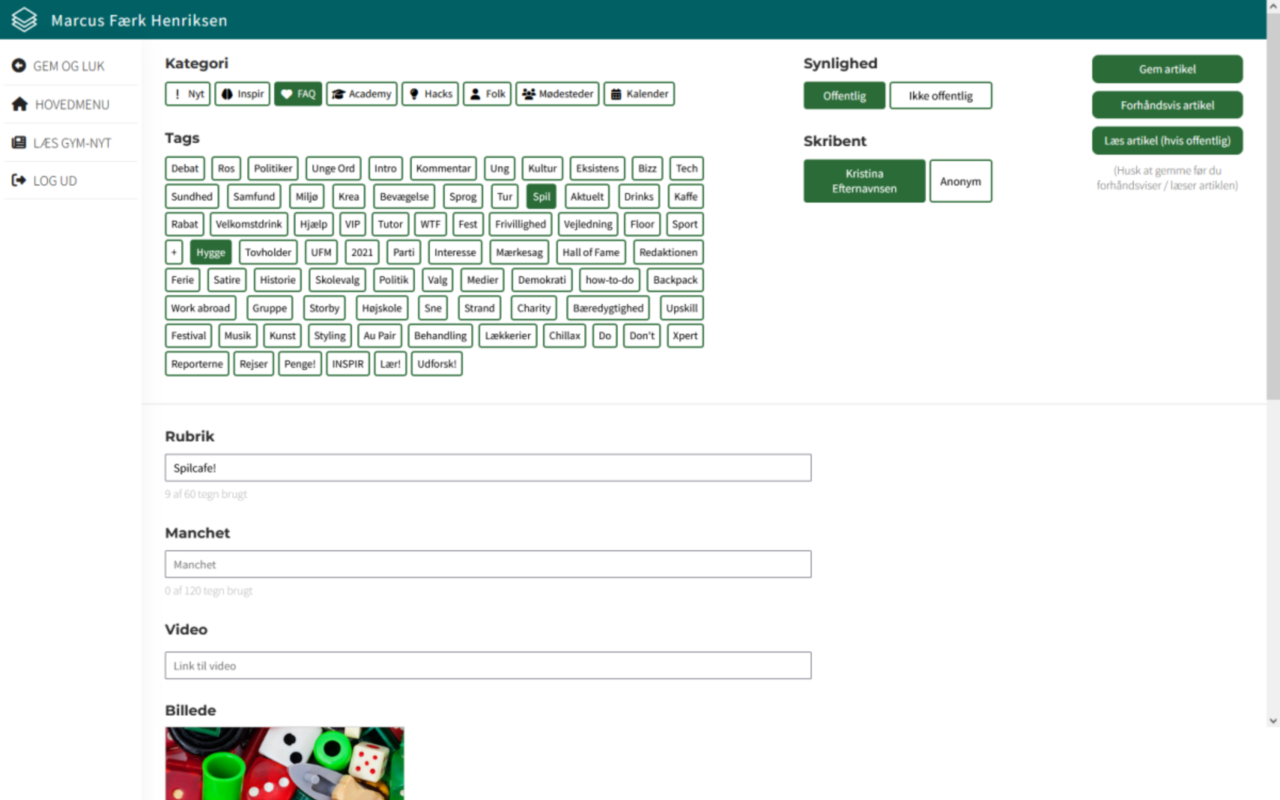 Marcus Færk Henriksen
GEM OG LUK
HOVEDMENU
LÆS GYM-NYT
LOG UD
Kategori
Nyt Inspir FAQ Academy Hacks Folk Mødesteder Kalender
Tags
Debat Ros Politiker Unge Ord Intro Kommentar Ung Kultur Eksistens Bizz Tech
Sundhed Samfund Miljø Krea Bevægelse Sprog Tur Spil Aktuelt Drinks Kaffe
Rabat Velkomstdrink Hjælp VIP Tutor WTF Fest Frivillighed Vejledning Floor Sport
+ Hygge Tovholder UFM 2021 Parti Interesse Mærkesag Hall of Fame Redaktionen
Ferie Satire Historie Skolevalg Politik Valg Medier Demokrati how-to-do Backpack
Work abroad Gruppe Storby Højskole Sne Strand Charity Bæredygtighed Upskill
Festival Musik Kunst Styling Au Pair Behandling Lækkerier Chillax Do Don't Xpert
Reporterne Rejser Penge! INSPIR Lær! Udforsk!
Synlighed
Offentlig Ikke offentlig
Skribent
Kristina
Efternavnsen
Anonym
Gem artikel
Forhåndsvis artikel
Læs artikel (hvis offentlig)
(Husk at gemme før du
forhåndsviser / læser artiklen)
Rubrik
Spilcafe!
9 af 60 tegn brugt
Manchet
Manchet
0 af 120 tegn brugt
Video
Link til video
Billede